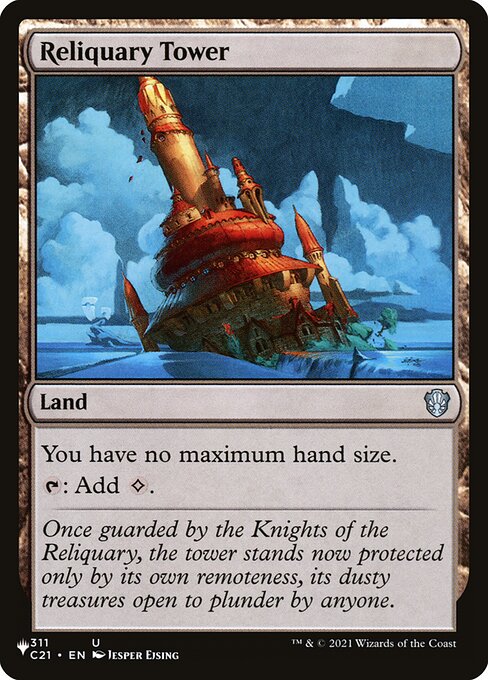 Reliquary Tower
Land
You have no maximum hand size.
: Add .
Once guarded by the Knights of the
Reliquary, the tower stands now protected
only by its own remoteness, its dusty
treasures open to plunder by anyone.
311 U
C21 • EN Jesper Ejsing
™ & © 2021 Wizards of the Coast